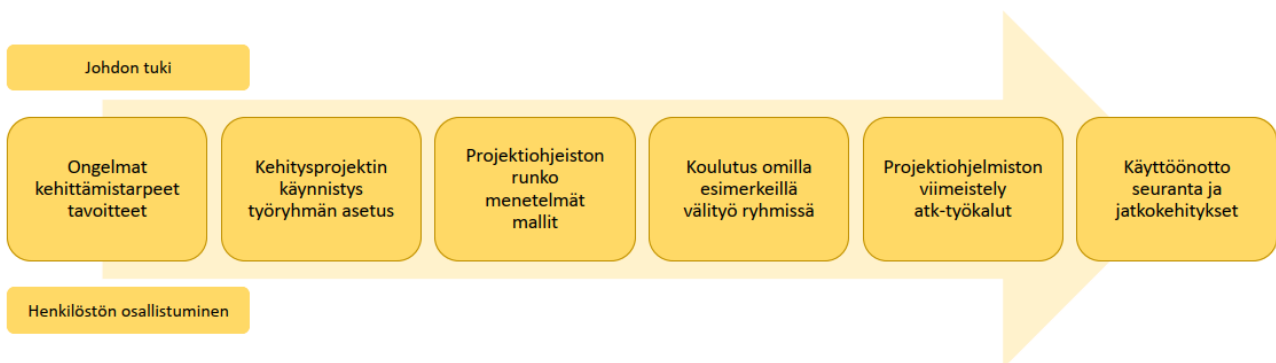 Johdon tuki
Ongelmat
kehittämistarpeet
tavoitteet
Kehitysprojektin
käynnistys
työryhmän asetus
Projektiohjeiston
runko
menetelmät
mallit
Koulutus omilla
esimerkeillä
välityö ryhmissä
Projektiohjelmiston
viimeistely
atk-työkalut
Käyttöönotto
seuranta ja
jatkokehitykset
Henkilöstön osallistuminen